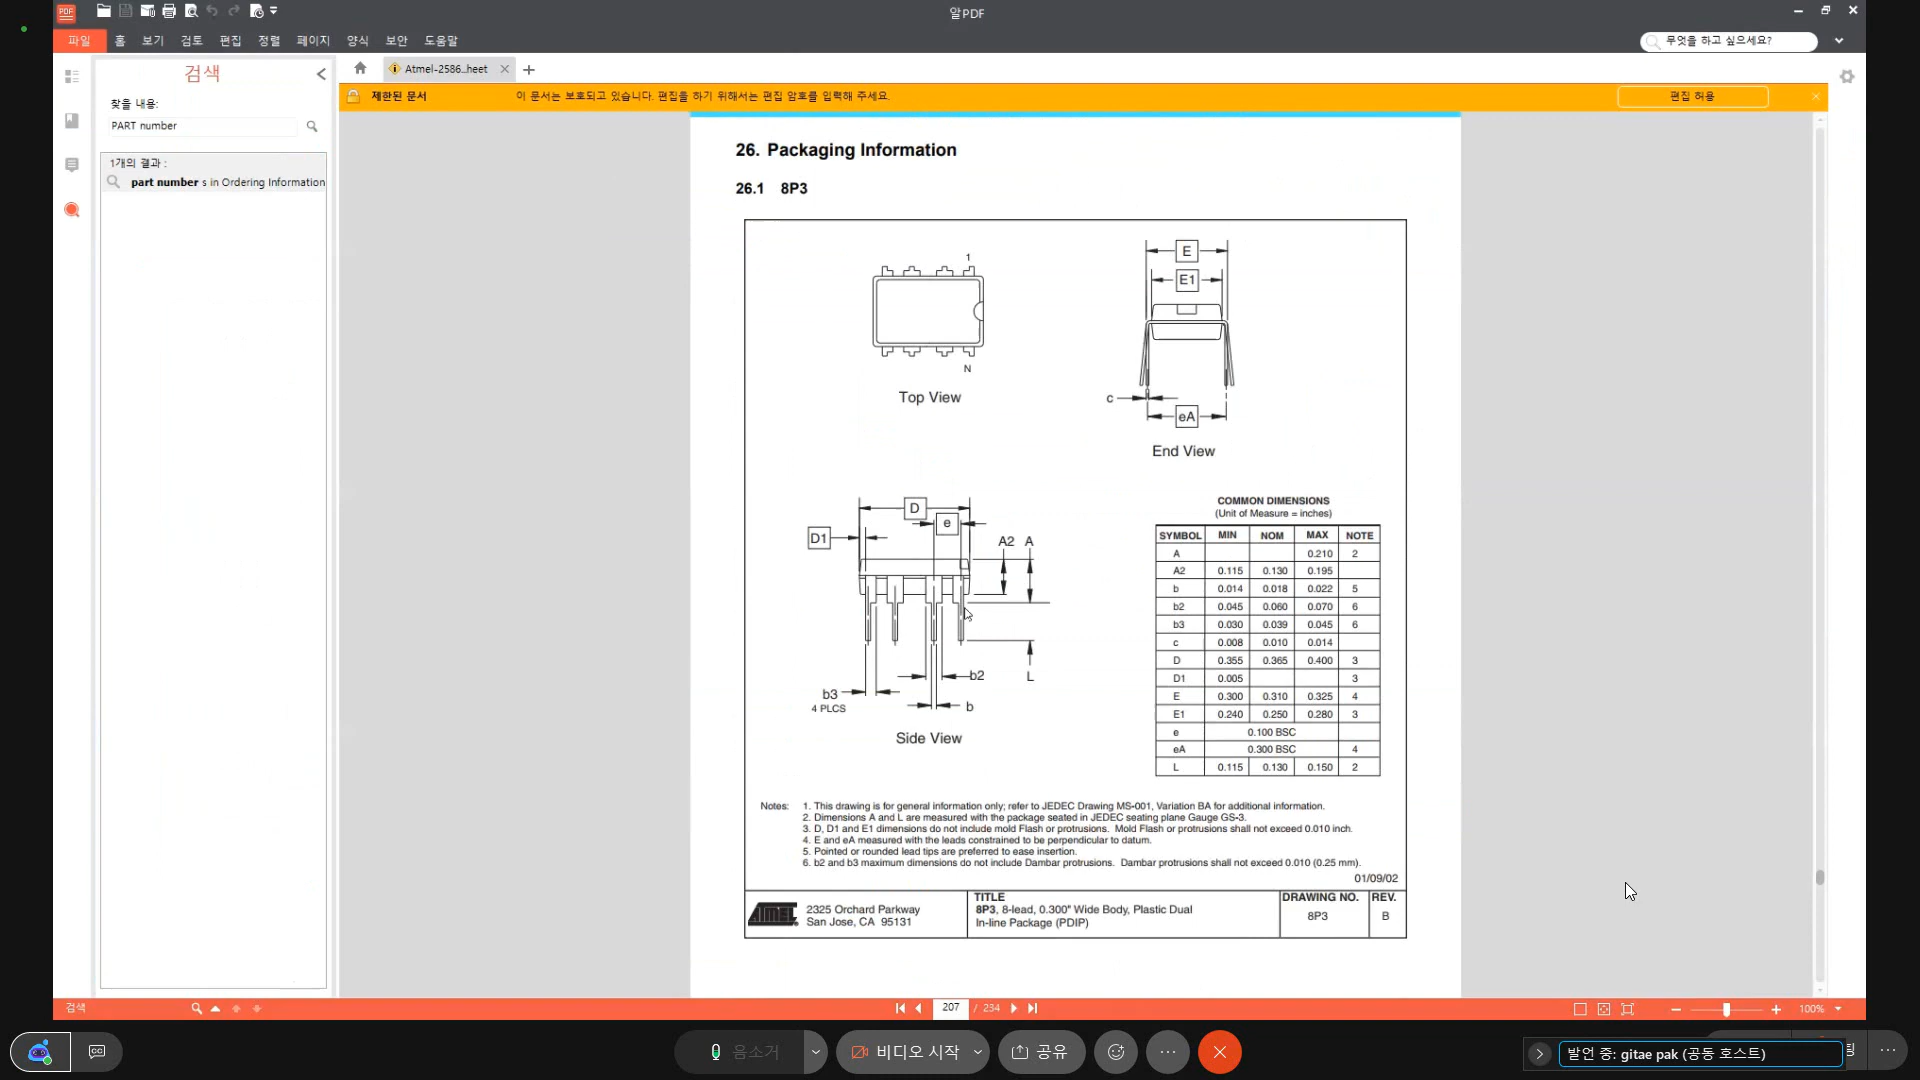 알PDF
파일 홈 보기 검토 편집 정렬 페이지 양식 보안 도움말
무엇을 하고 싶으세요?
검색
Atmel-2586_heet
찾을 내용:
PART number
1개의 결과 :
part number s in Ordering Information
제한된 문서
이 문서는 보호되고 있습니다. 편집을 하기 위해서는 편집 암호를 입력해 주세요.
편집 허용
26. Packaging Information
26.1 8P3
1
N
Top View
E
E1
c
eA
End View
D
e
D1
A2 A
b2
L
b3
4 PLCS
b
Side View
COMMON DIMENSIONS
(Unit of Measure = inches)
SYMBOL MIN NOM MAX NOTE
A 0.210 2
A2 0.115 0.130 0.195
b 0.014 0.018 0.022 5
b2 0.045 0.060 0.070 6
b3 0.030 0.039 0.045 6
c 0.008 0.010 0.014
D 0.355 0.365 0.400 3
D1 0.005 3
E 0.300 0.310 0.325 4
E1 0.240 0.250 0.280 3
e 0.100 BSC
eA 0.300 BSC 4
L 0.115 0.130 0.150 2
Notes: 1. This drawing is for general information only; refer to JEDEC Drawing MS-001, Variation BA for additional information.
2. Dimensions A and L are measured with the package seated in JEDEC seating plane Gauge GS-3.
3. D, D1 and E1 dimensions do not include mold Flash or protrusions. Mold Flash or protrusions shall not exceed 0.010 inch.
4. E and eA measured with the leads constrained to be perpendicular to datum.
5. Pointed or rounded lead tips are preferred to ease insertion.
6. b2 and b3 maximum dimensions do not include Dambar protrusions. Dambar protrusions shall not exceed 0.010 (0.25 mm).
01/09/02
ATMEL
2325 Orchard Parkway
San Jose, CA 95131
TITLE
8P3, 8-lead, 0.300" Wide Body, Plastic Dual
In-line Package (PDIP)
DRAWING NO.
8P3
REV.
B
검색
207 / 234
100%
음소거
비디오 시작
공유
발언 중: gitae pak (공동 호스트)